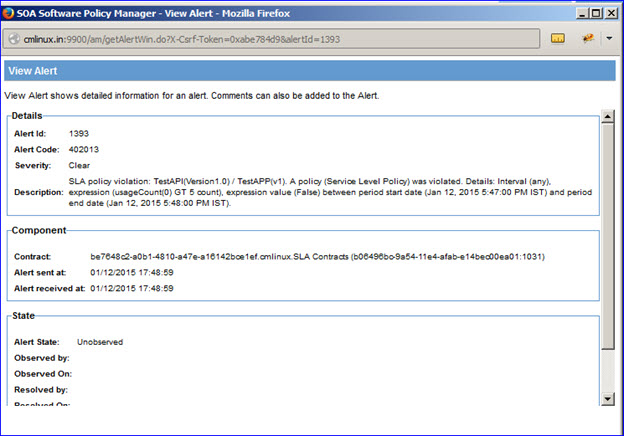 SOA Software Policy Manager - View Alert - Mozilla Firefox
cmlinux.in:9900/am/getAlertWin.do?X-Csrf-Token=0xabe784d9&alertId=1393
View Alert
View Alert shows detailed information for an alert. Comments can also be added to the Alert.
Details
Alert Id: 1393
Alert Code: 402013
Severity: Clear
Description: SLA policy violation: TestAPI(Version1.0) / TestAPP(v1). A policy (Service Level Policy) was violated. Details: Interval (any),
expression (usageCount(0) GT 5 count), expression value (False) between period start date (Jan 12, 2015 5:47:00 PM IST) and period
end date (Jan 12, 2015 5:48:00 PM IST).
Component
Contract: be7648c2-a0b1-4810-a47e-a16142bce1ef.cmlinux.SLA Contracts (b06496bc-9a54-11e4-afab-e14bec00ea01:1031)
Alert sent at: 01/12/2015 17:48:59
Alert received at: 01/12/2015 17:48:59
State
Alert State: Unobserved
Observed by:
Observed On:
Resolved by:
Resolved On: